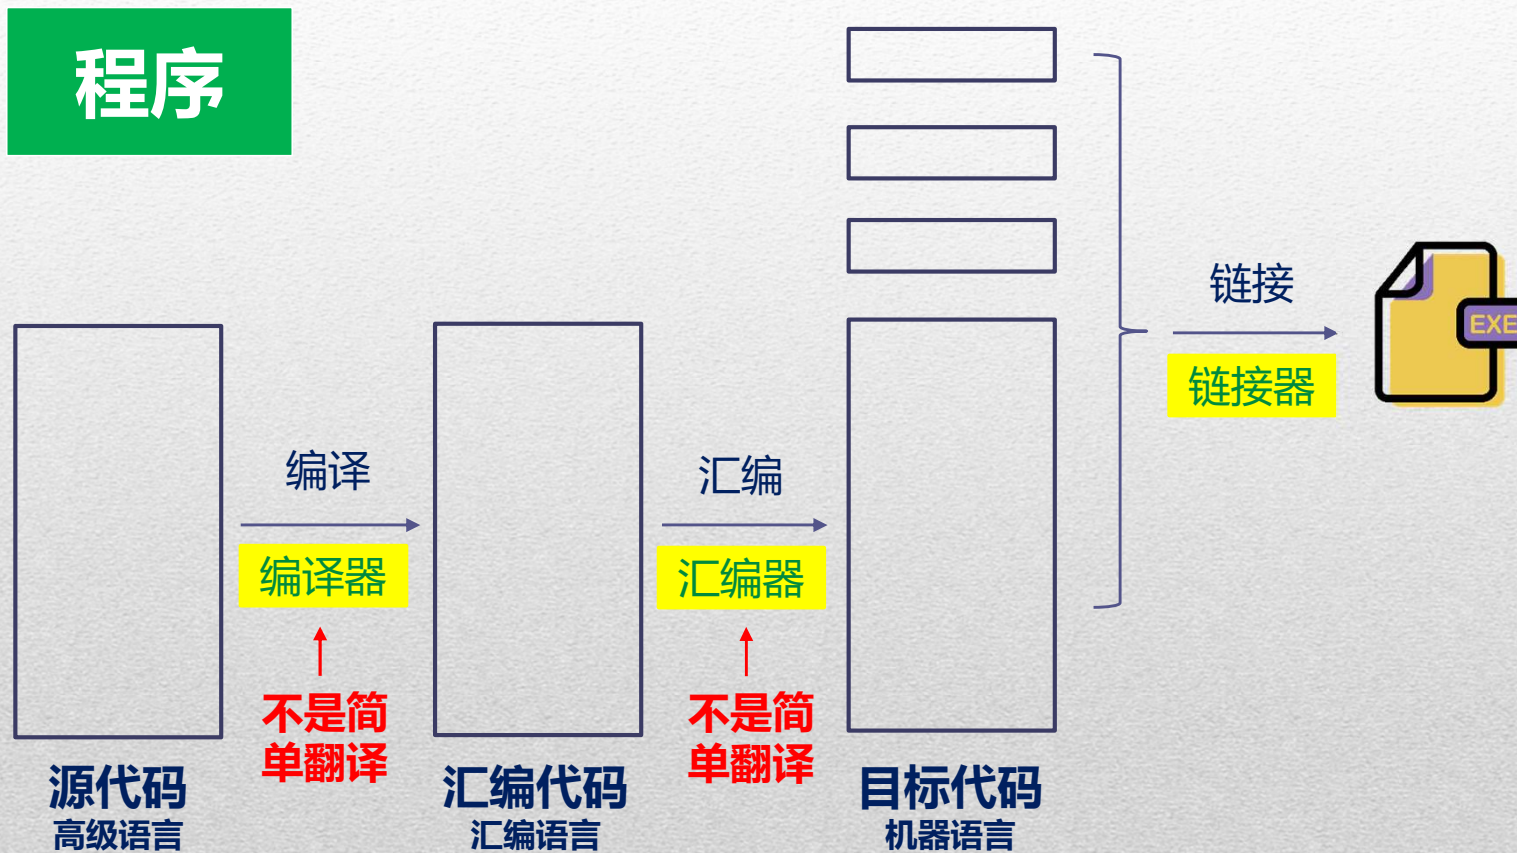 程序
链接
EXE
链接器
编译
汇编
编译器
汇编器
不是简
单翻译
不是简
单翻译
源代码
高级语言
汇编代码
汇编语言
目标代码
机器语言